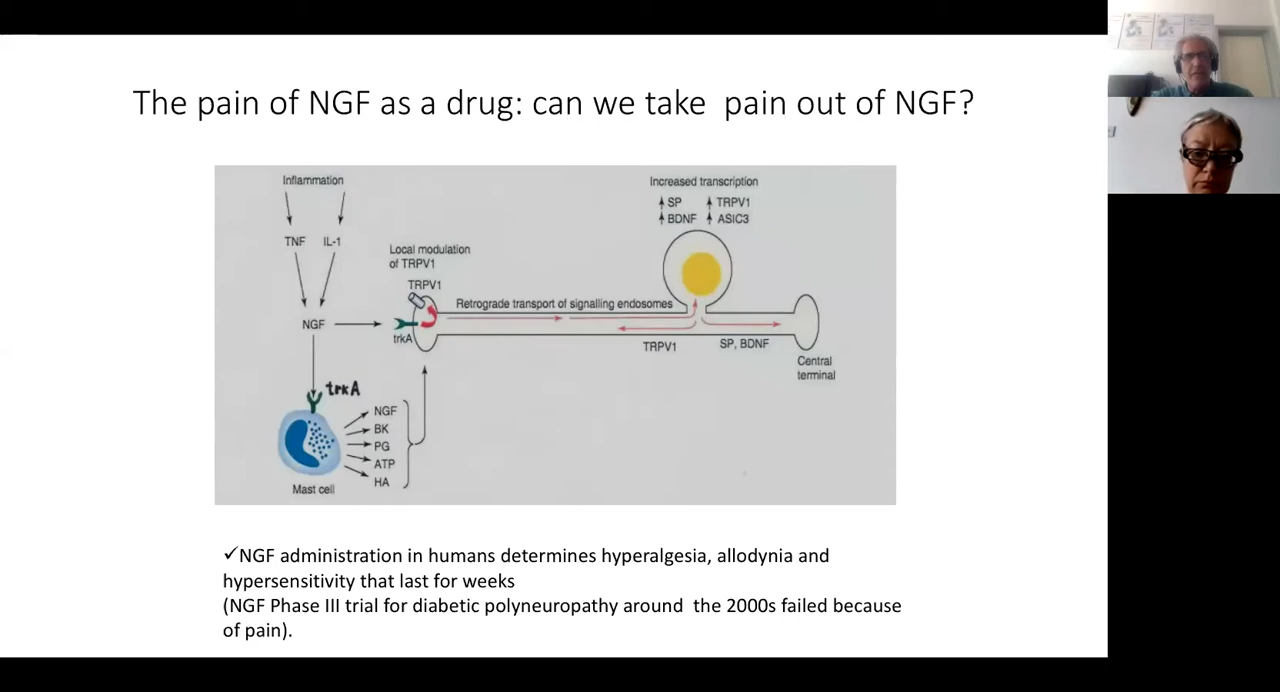 The pain of NGF as a drug: can we take pain out of NGF?
Inflammation
TNF IL-1
NGF
Local modulation
of TRPV1
TRPV1
trkA
Retrograde transport of signalling endosomes
Increased transcription
SP TRPV1
BDNF ASIC3
TRPV1
SP, BDNF
Central
terminal
trkA
NGF
BK
PG
ATP
HA
Mast cell
✓NGF administration in humans determines hyperalgesia, allodynia and
hypersensitivity that last for weeks
(NGF Phase III trial for diabetic polyneuropathy around the 2000s failed because
of pain).